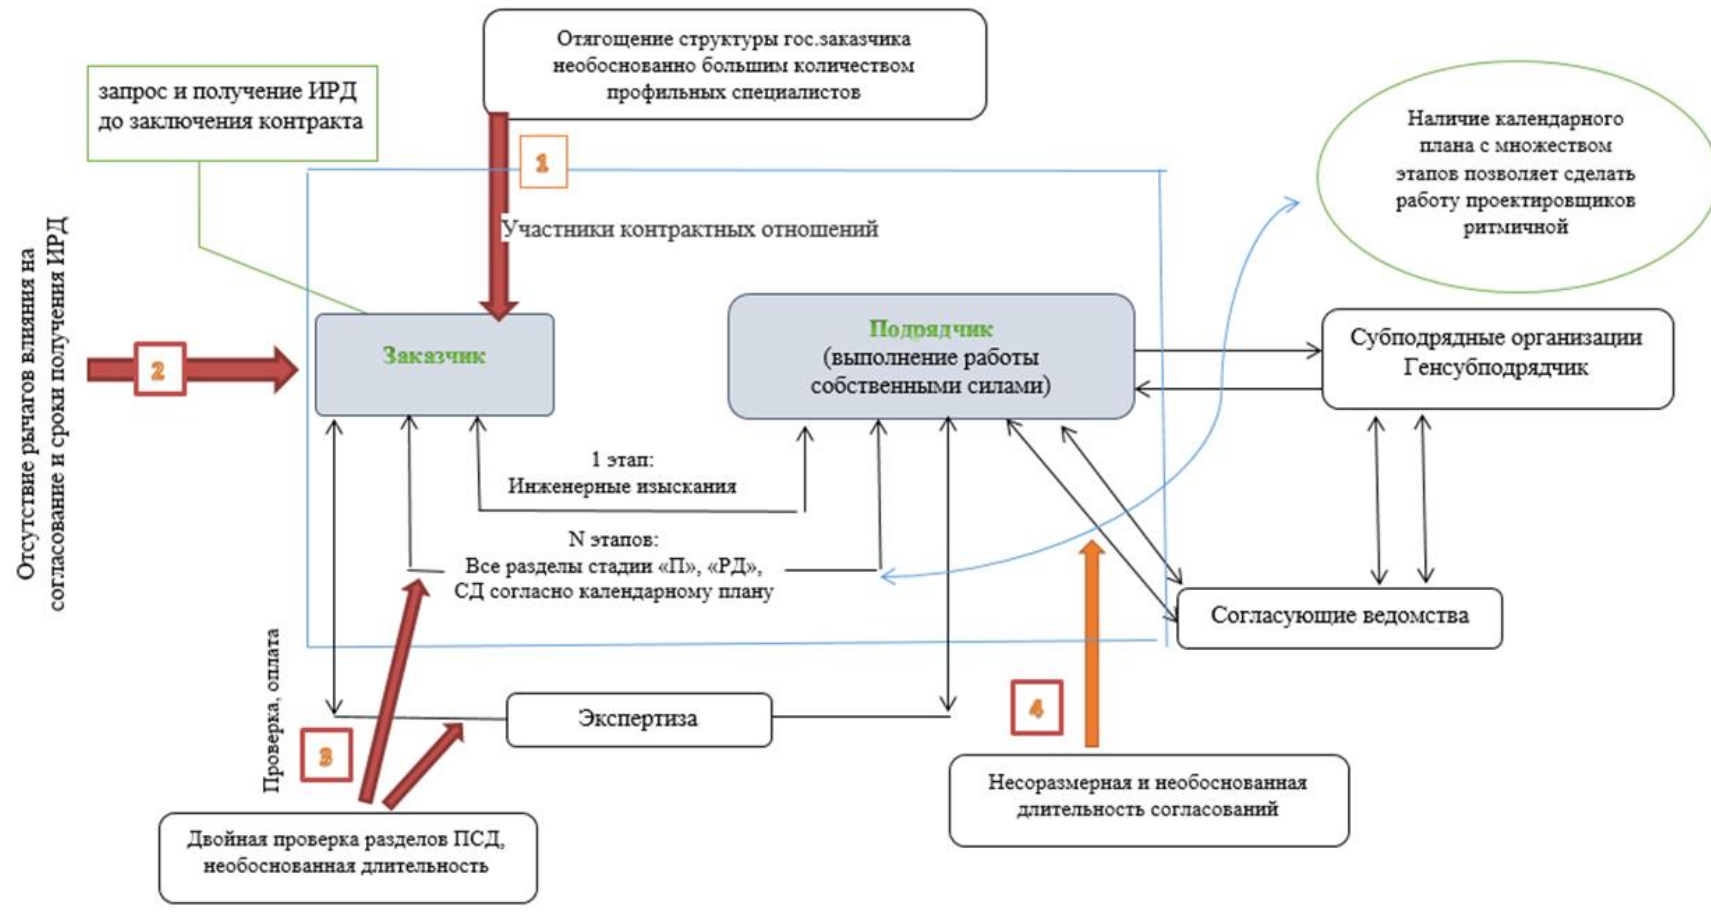 Отягощение структуры гос.заказчика
необоснованно большим количеством
профильных специалистов
запрос и получение ИРД
до заключения контракта
1
Наличие календарного
плана с множеством
этапов позволяет сделать
работу проектировщиков
ритмичной
Участники контрактных отношений
Отсутствие рычагов влияния на
согласование и сроки получения ИРД
2
Заказчик
Подрядчик
(выполнение работы
собственными силами)
Субподрядные организации
Генсубподрядчик
1 этап:
Инженерные изыскания
N этапов:
Все разделы стадии «П», «РД»,
СД согласно календарному плану
Согласующие ведомства
Проверка, оплата
Экспертиза
3
4
Несоразмерная и необоснованная
длительность согласований
Двойная проверка разделов ПСД,
необоснованная длительность